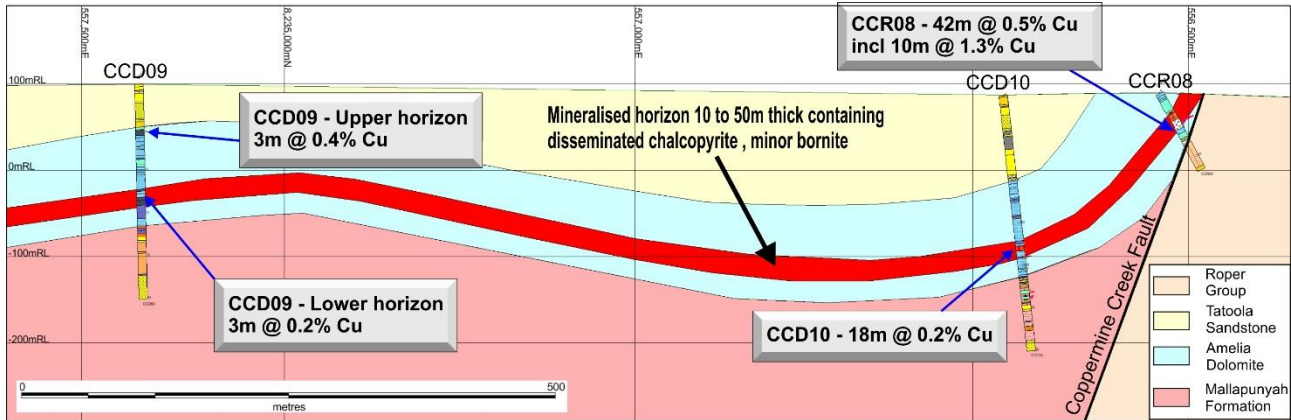 557,500mE
8,235,000mN
557,000mE
556,500mE
CCR08 - 42m @ 0.5% Cu
incl 10m @ 1.3% Cu
CCD09
CCD10
CCR08
100mRL
CCD09 - Upper horizon
3m @ 0.4% Cu
Mineralised horizon 10 to 50m thick containing
disseminated chalcopyrite , minor bornite
0mRL
-100mRL
CCD09 - Lower horizon
3m @ 0.2% Cu
CCD10 - 18m @ 0.2% Cu
-200mRL
Coppermine Creek Fault
Roper
Group
Tatoola
Sandstone
Amelia
Dolomite
Mallapunyah
Formation
0
500
metres